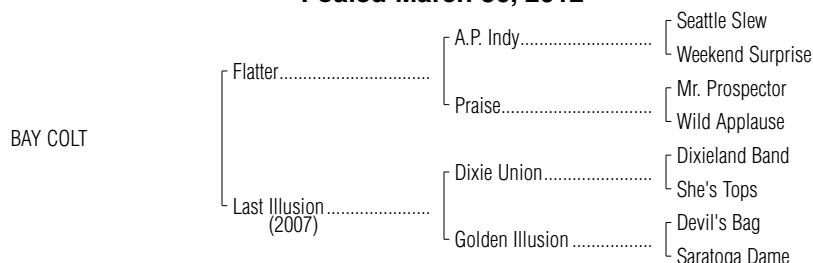 Foaled March 30, 2012
Seattle Slew
A.P. Indy
Weekend Surprise
Flatter
Mr. Prospector
Praise
Wild Applause
BAY COLT
Dixieland Band
Dixie Union
She's Tops
Last Illusion
(2007)
Devil's Bag
Golden Illusion
Saratoga Dame